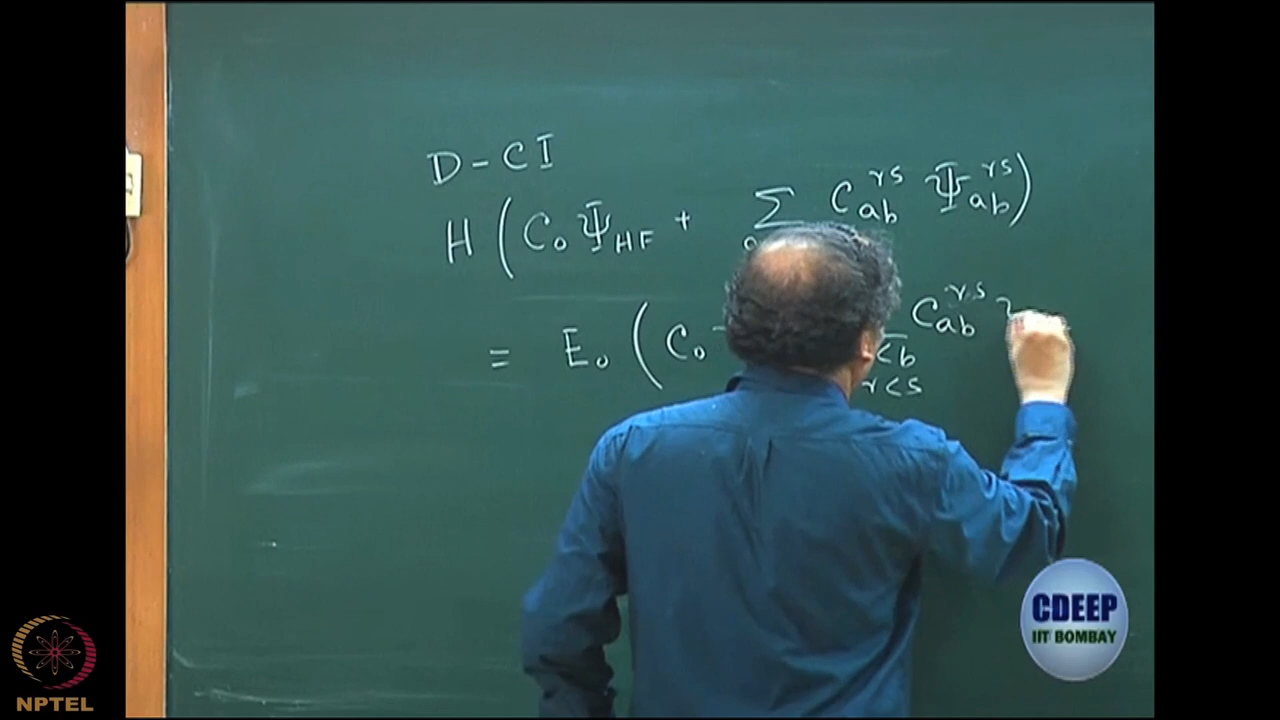 D-CI
H ( C₀ Ψ_HF + Σ C_ab^rs Ψ_ab^rs )
= E₀ ( C₀ <b r<s C_ab^rs
CDEEP
IIT BOMBAY
NPTEL